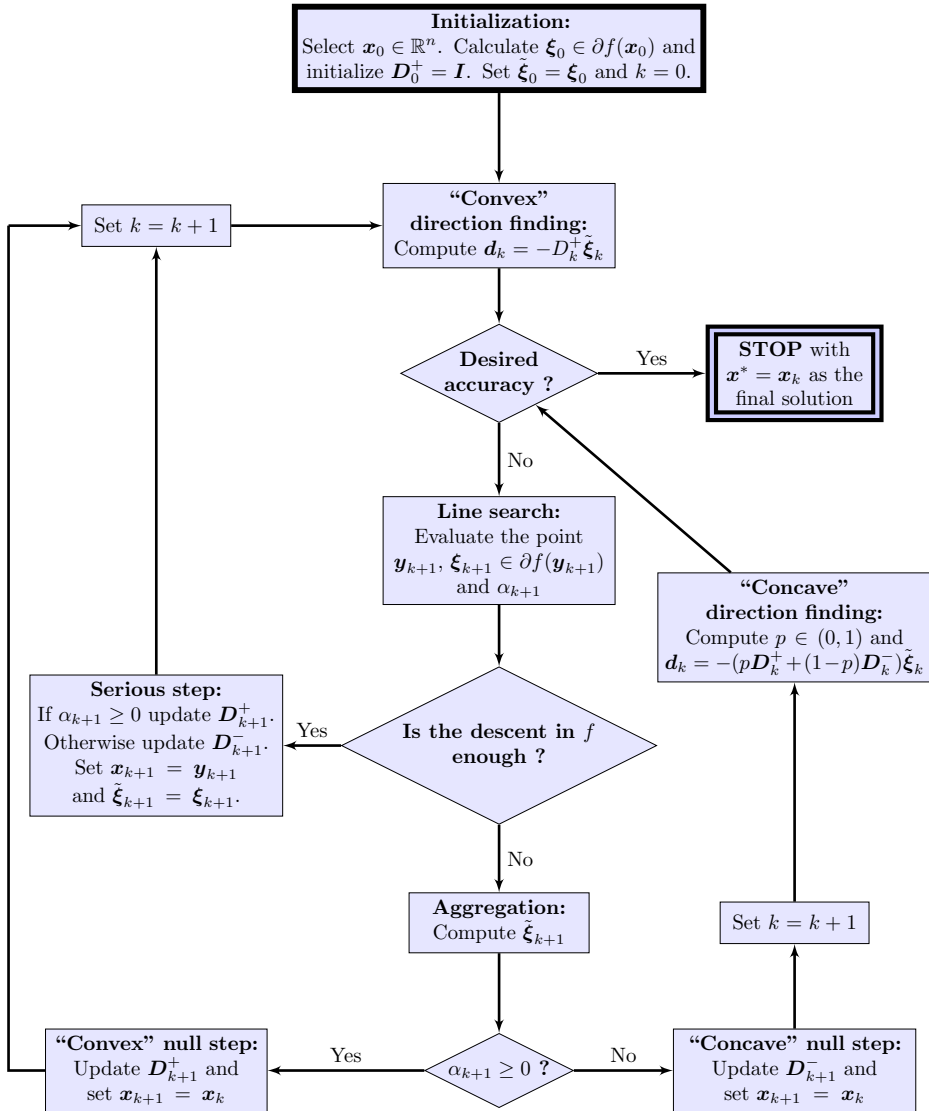 Initialization:
Select x₀ ∈ ℝⁿ. Calculate ξ₀ ∈ ∂f(x₀) and
initialize D₀⁺ = I. Set ξ̃₀ = ξ₀ and k = 0.
“Convex”
direction finding:
Compute dₖ = −Dₖ⁺ξ̃ₖ
Set k = k + 1
Desired
accuracy ?
Yes
STOP with
x* = xₖ as the
final solution
No
Line search:
Evaluate the point
yₖ₊₁, ξₖ₊₁ ∈ ∂f(yₖ₊₁)
and αₖ₊₁
“Concave”
direction finding:
Compute p ∈ (0, 1) and
dₖ = −(pDₖ⁺+(1−p)Dₖ⁻)ξ̃ₖ
Serious step:
If αₖ₊₁ ≥ 0 update Dₖ₊₁⁺.
Otherwise update Dₖ₊₁⁻.
Set xₖ₊₁ = yₖ₊₁
and ξ̃ₖ₊₁ = ξₖ₊₁.
Yes
Is the descent in f
enough ?
No
Aggregation:
Compute ξ̃ₖ₊₁
Set k = k + 1
“Convex” null step:
Update Dₖ₊₁⁺ and
set xₖ₊₁ = xₖ
Yes
αₖ₊₁ ≥ 0 ?
No
“Concave” null step:
Update Dₖ₊₁⁻ and
set xₖ₊₁ = xₖ